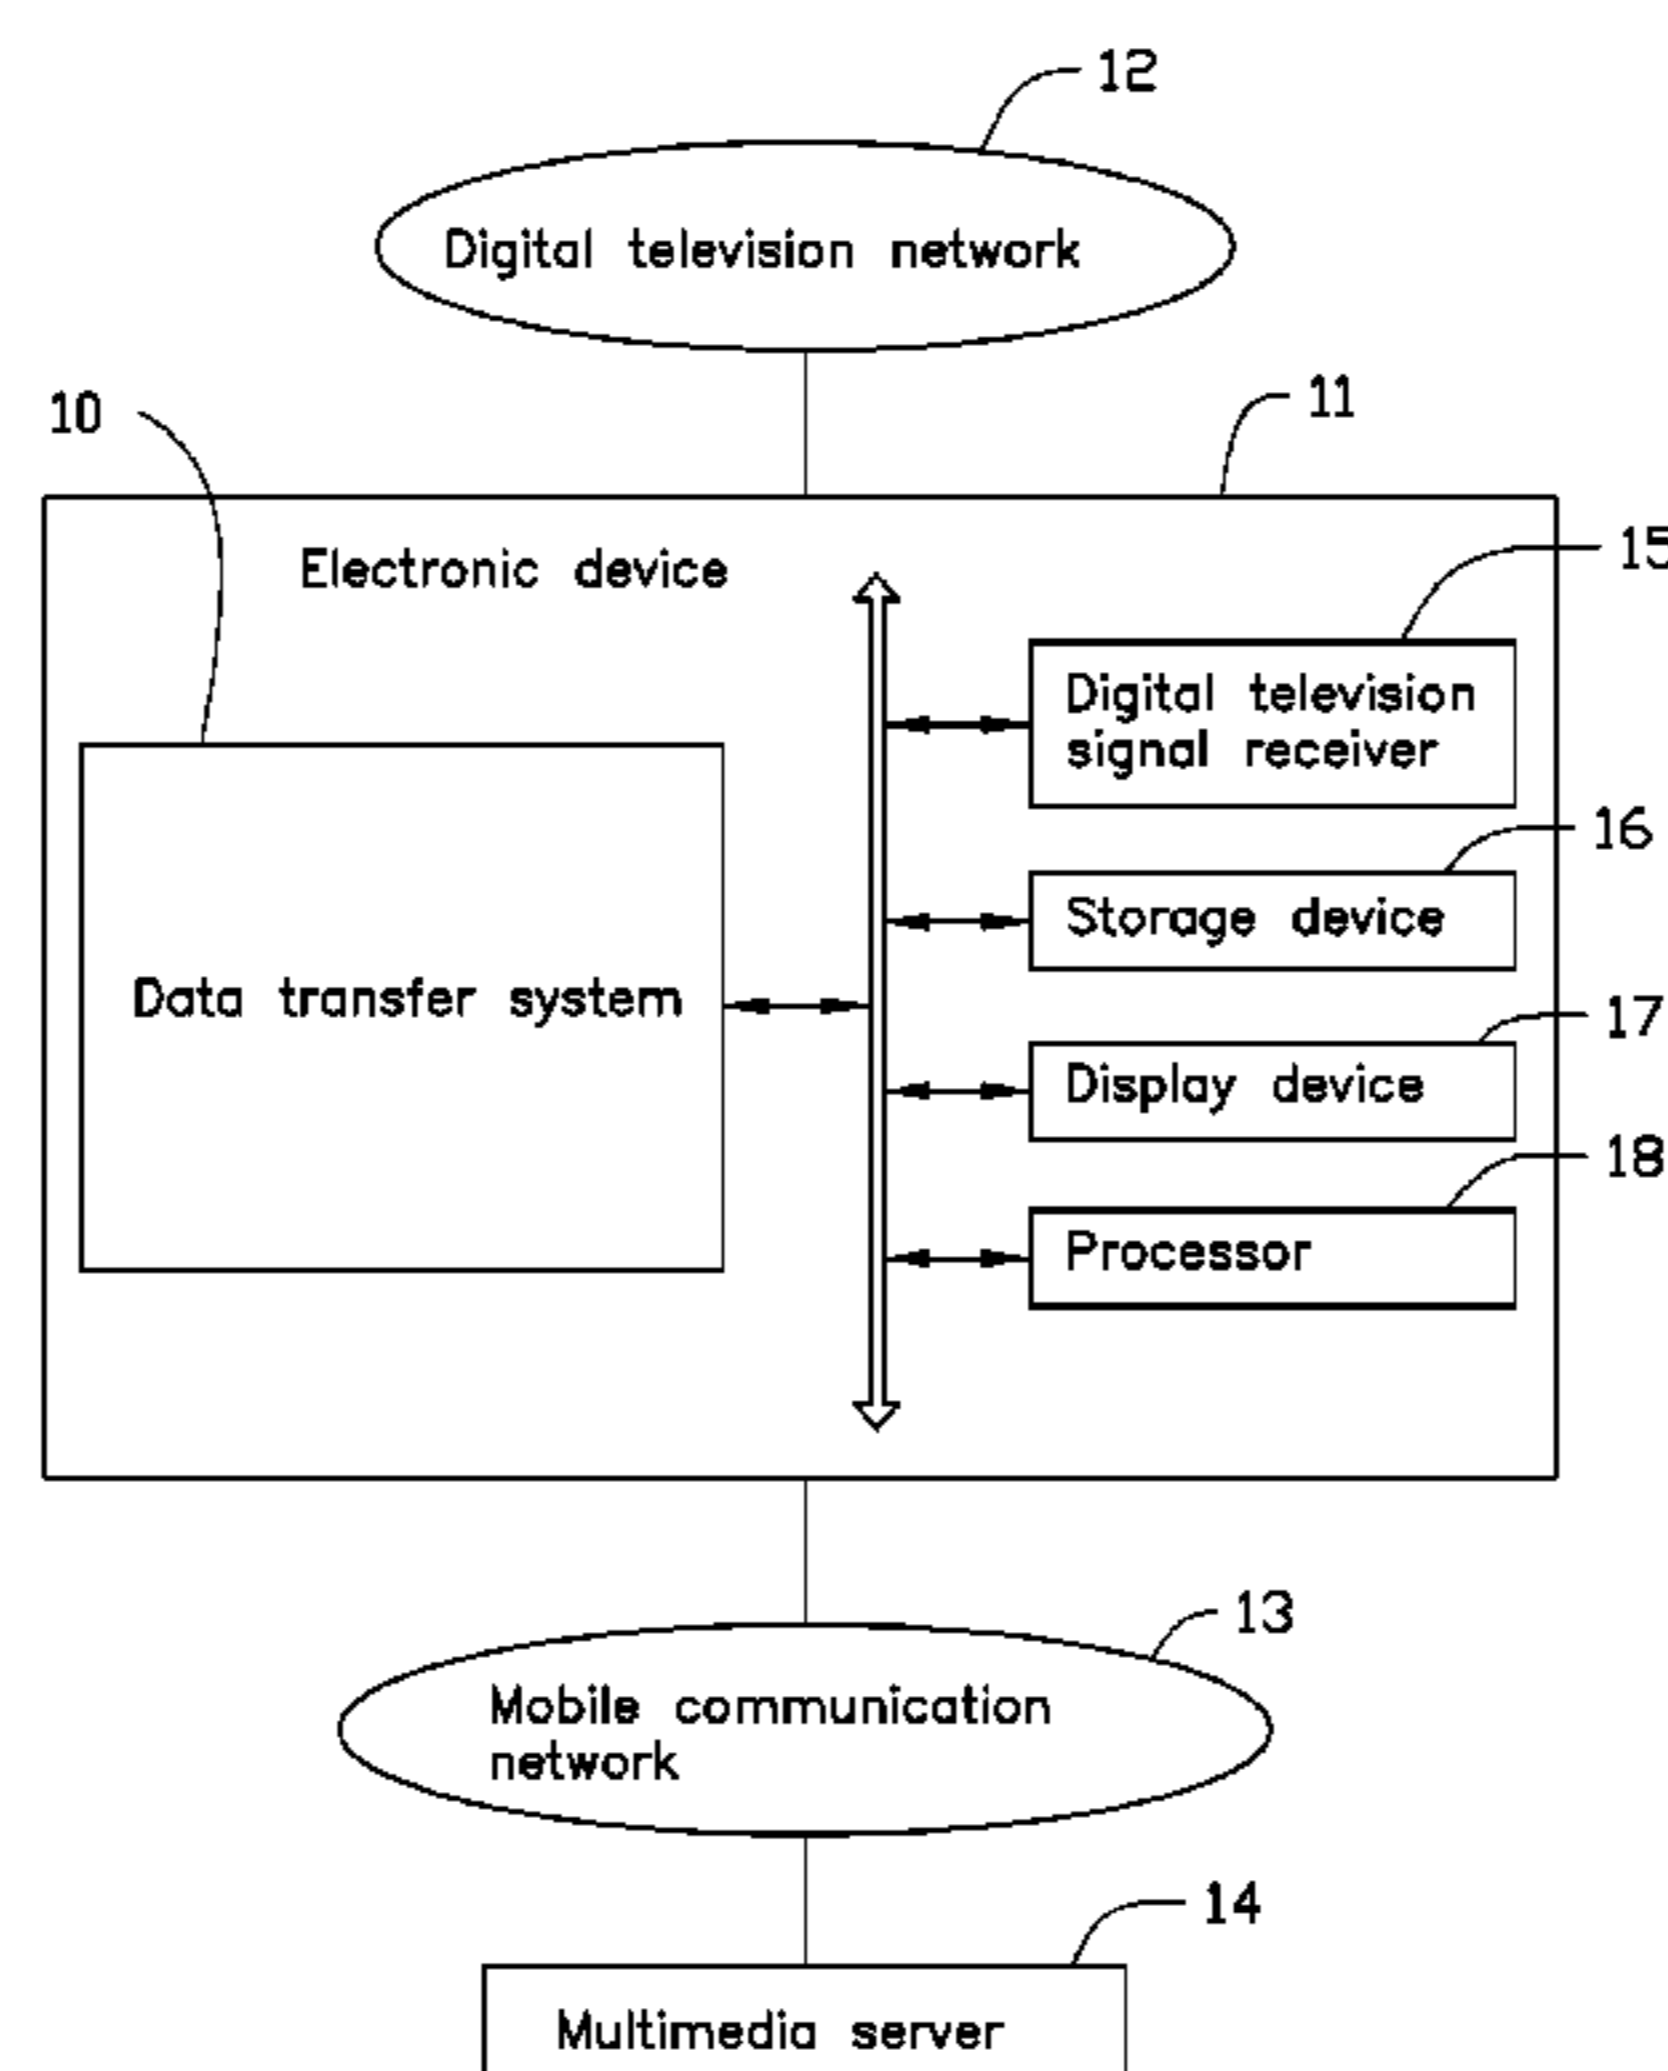 12
Digital television network
10
11
Electronic device
15
Digital television
signal receiver
16
Storage device
Data transfer system
17
Display device
18
Processor
13
Mobile communication
network
14
Multimedia server